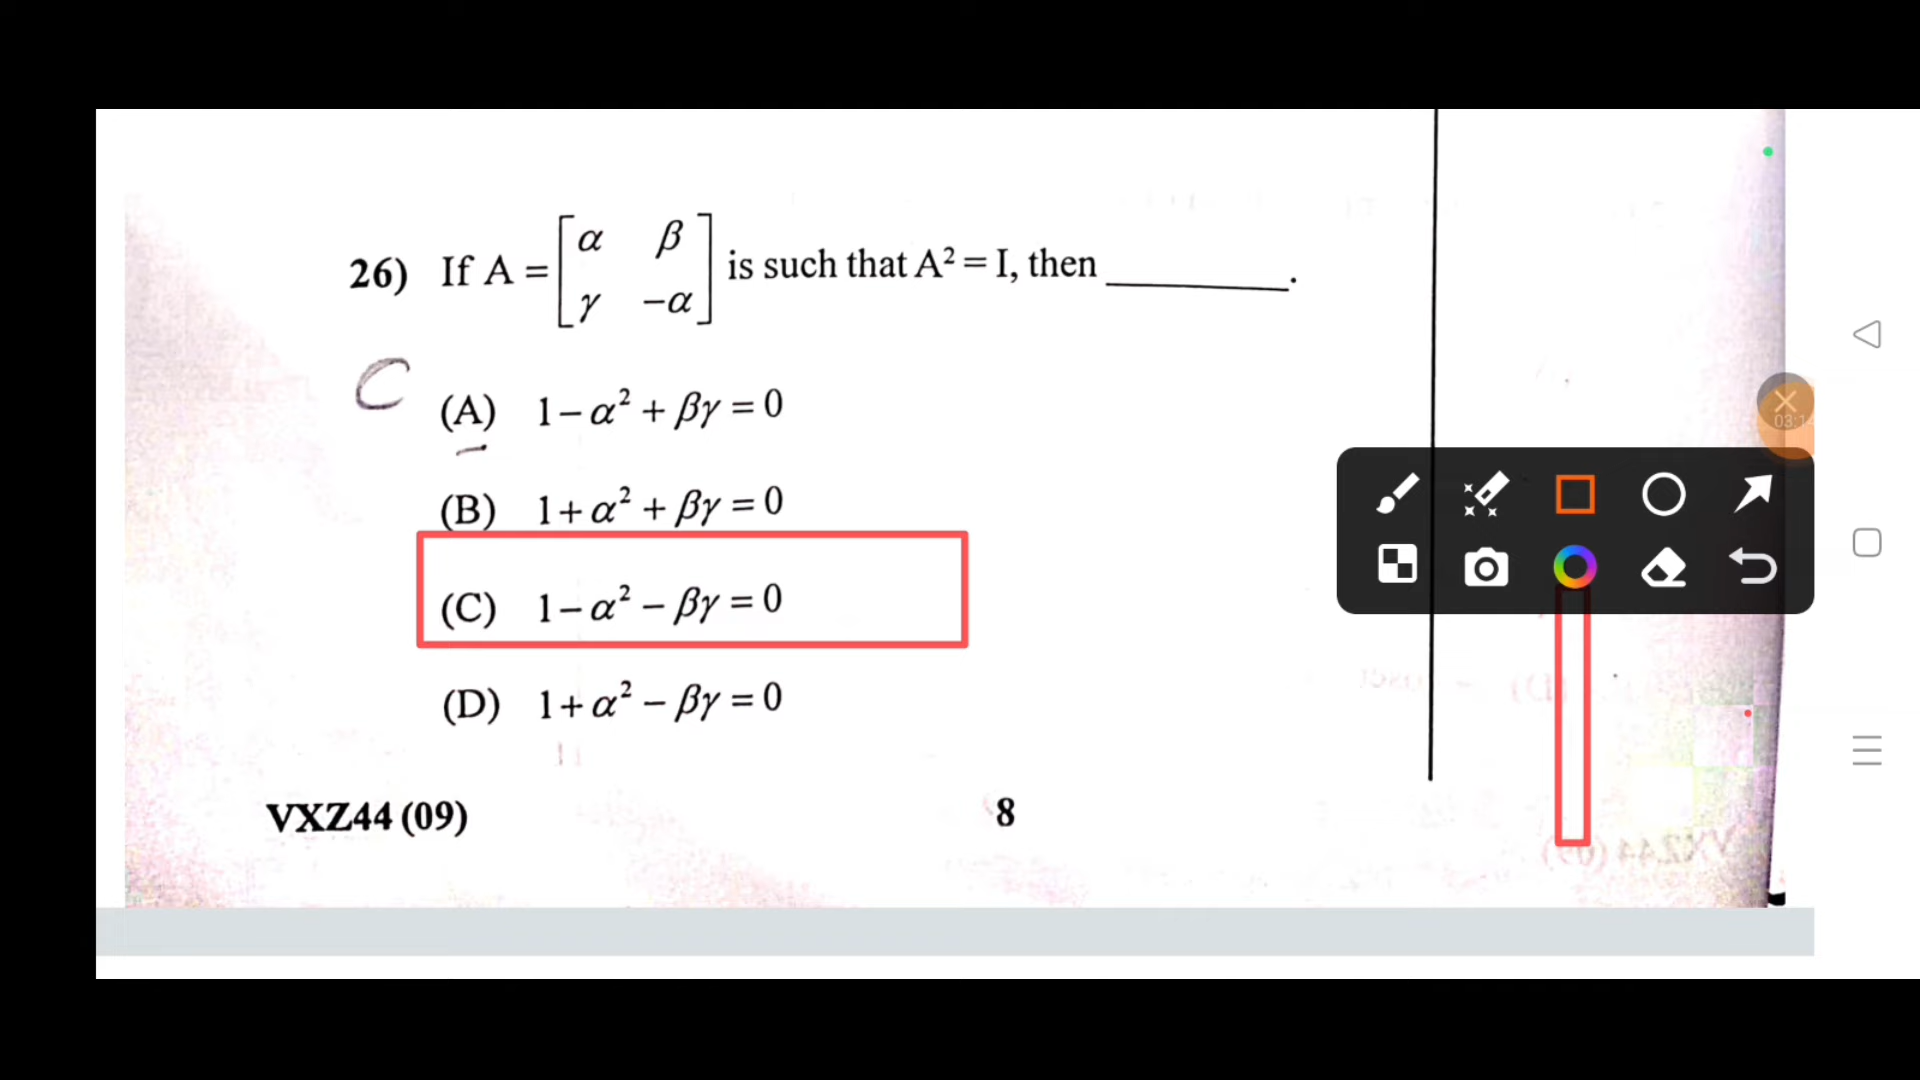 26) If A = [α β; γ −α] is such that A² = I, then ________.
C
(A) 1−α² + βγ = 0
(B) 1+α² + βγ = 0
(C) 1−α² − βγ = 0
(D) 1+α² − βγ = 0
VXZ44 (09) 8